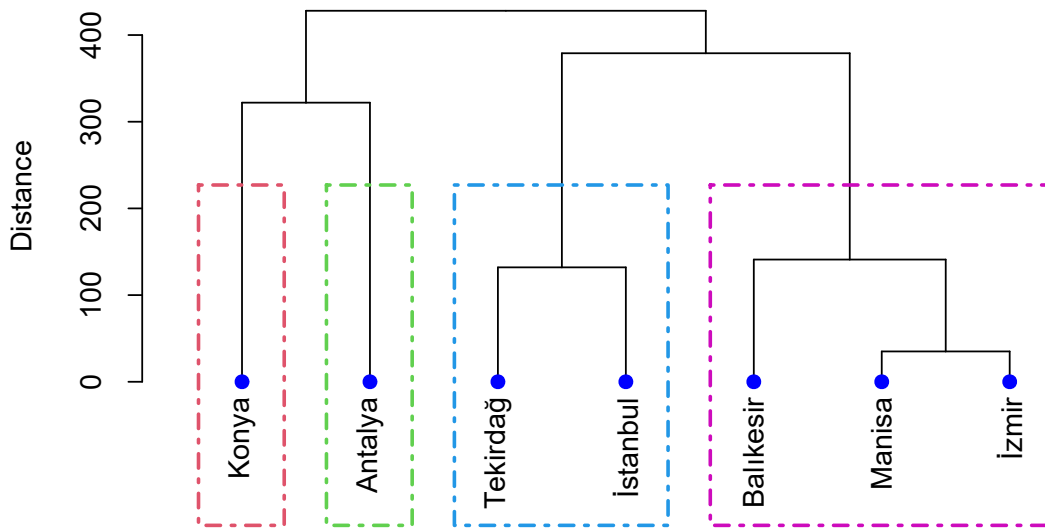 Distance
400
300
200
100
0
Konya
Antalya
Tekirdağ
İstanbul
Balıkesir
Manisa
İzmir